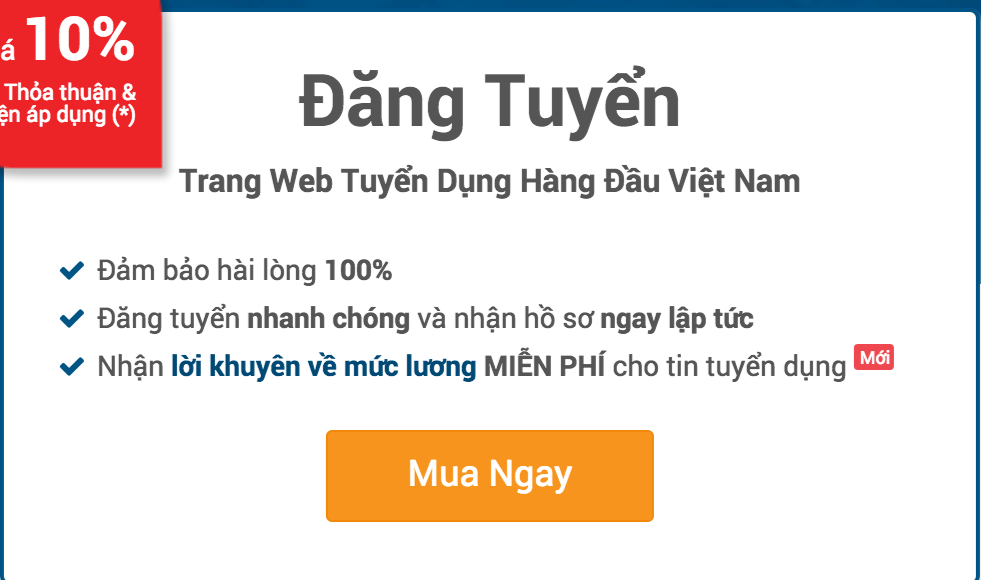 10%
Thỏa thuận &
áp dụng (*)
Đăng Tuyển
Trang Web Tuyển Dụng Hàng Đầu Việt Nam
Đảm bảo hài lòng 100%
Đăng tuyển nhanh chóng và nhận hồ sơ ngay lập tức
Nhận lời khuyên về mức lương MIỄN PHÍ cho tin tuyển dụng Mới
Mua Ngay